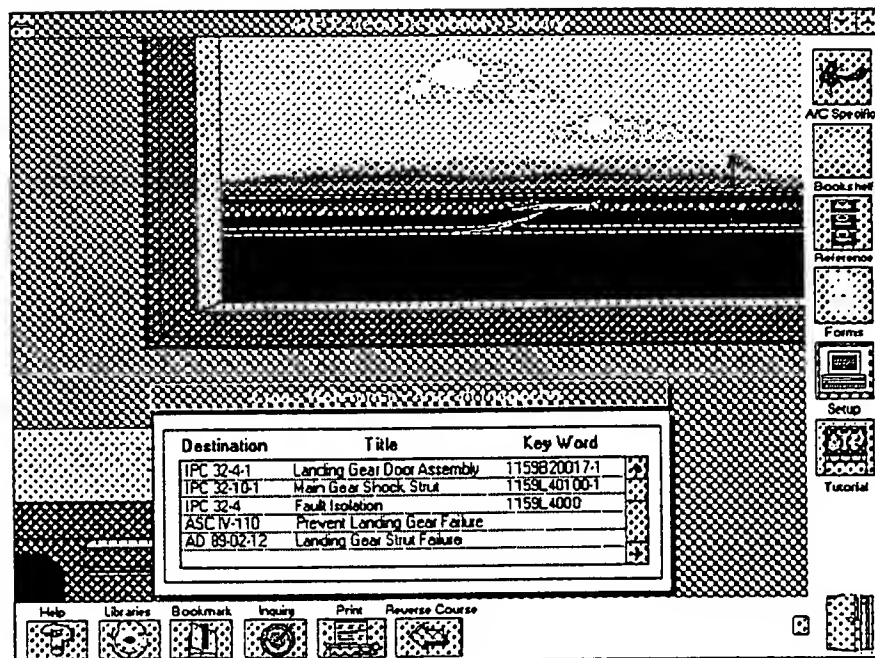 A/C Specific
Bookshelf
Reference
Forms
Setup
Tutorial
Destination Title Key Word
IPC 32-4-1 Landing Gear Door Assembly 1159B20017-1
IPC 32-10-1 Main Gear Shock Strut 1159L40100-1
IPC 32-4 Fault Isolation 1159L4000
ASC IV-110 Prevent Landing Gear Failure
AD 89-02-12 Landing Gear Strut Failure
Help Libraries Bookmark Inquiry Print Reverse Course